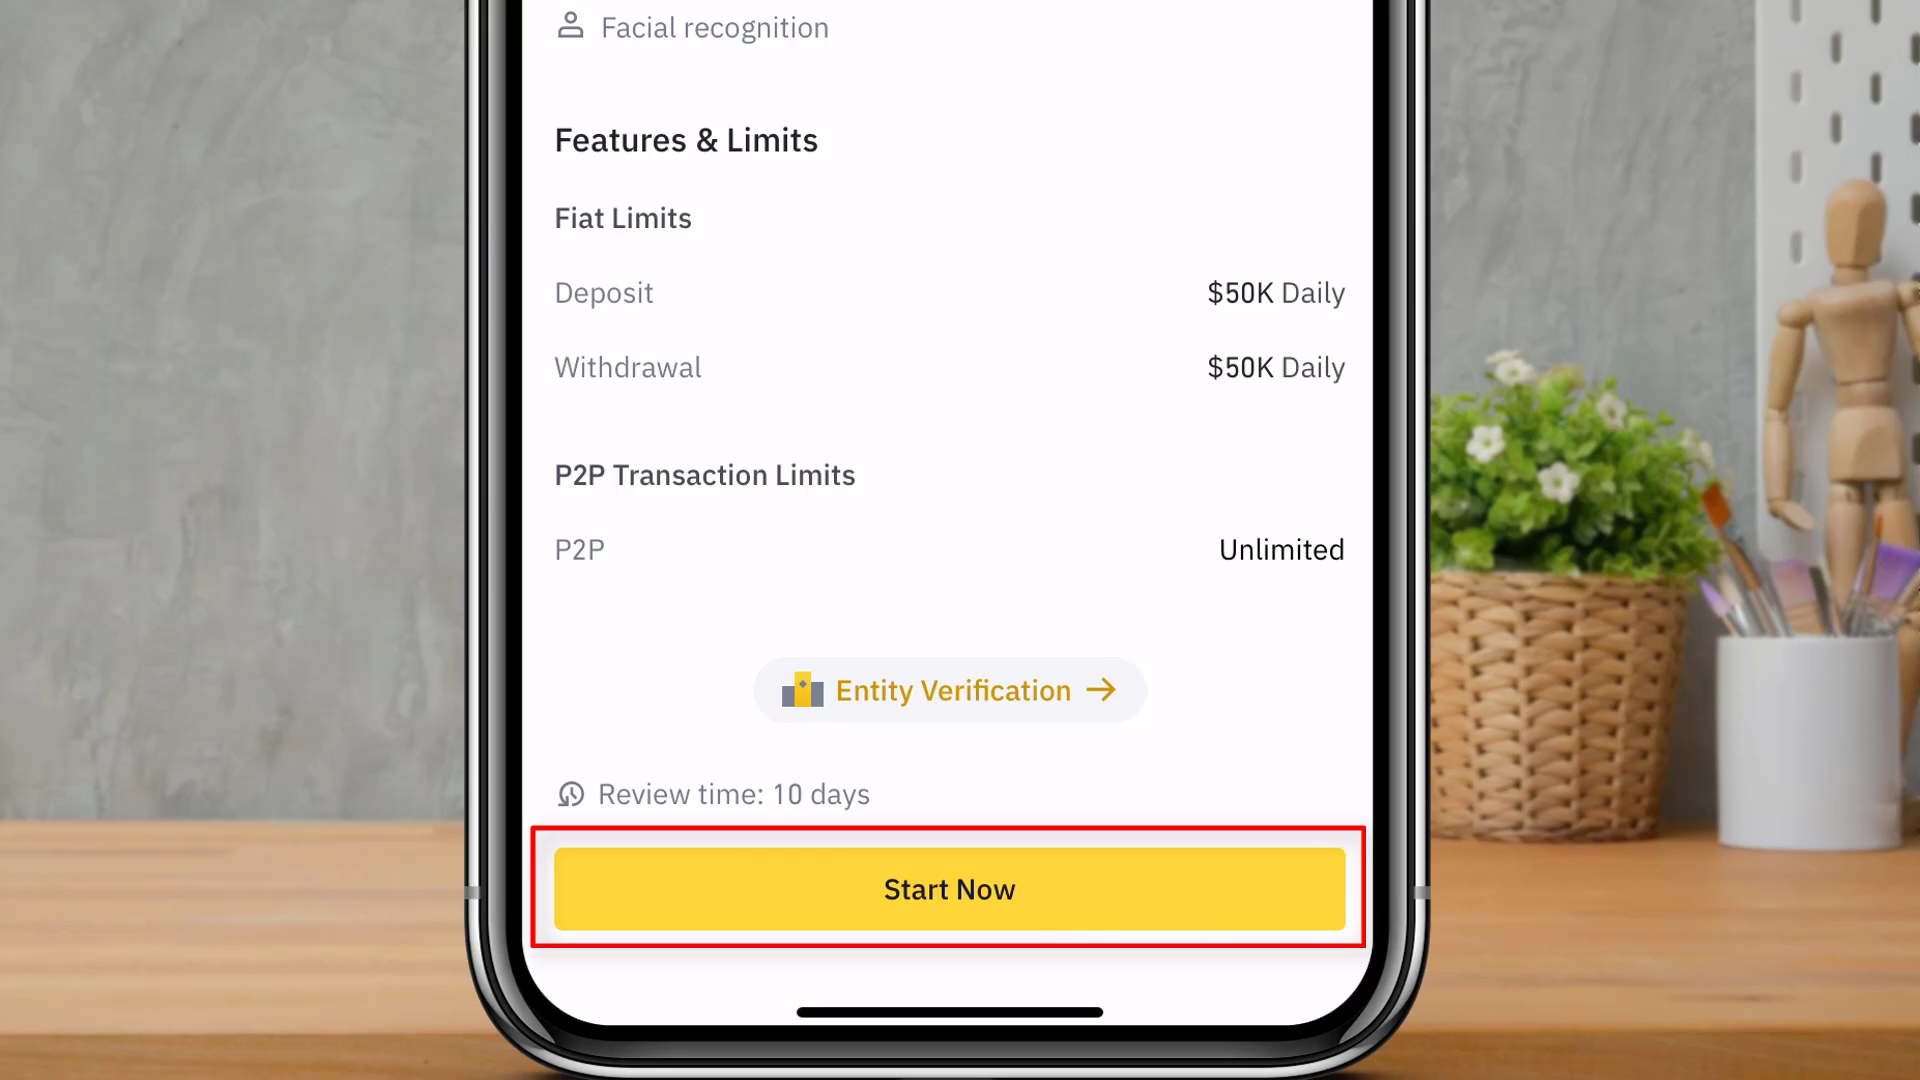 Facial recognition
Features & Limits
Fiat Limits
Deposit $50K Daily
Withdrawal $50K Daily
P2P Transaction Limits
P2P Unlimited
Entity Verification →
Review time: 10 days
Start Now